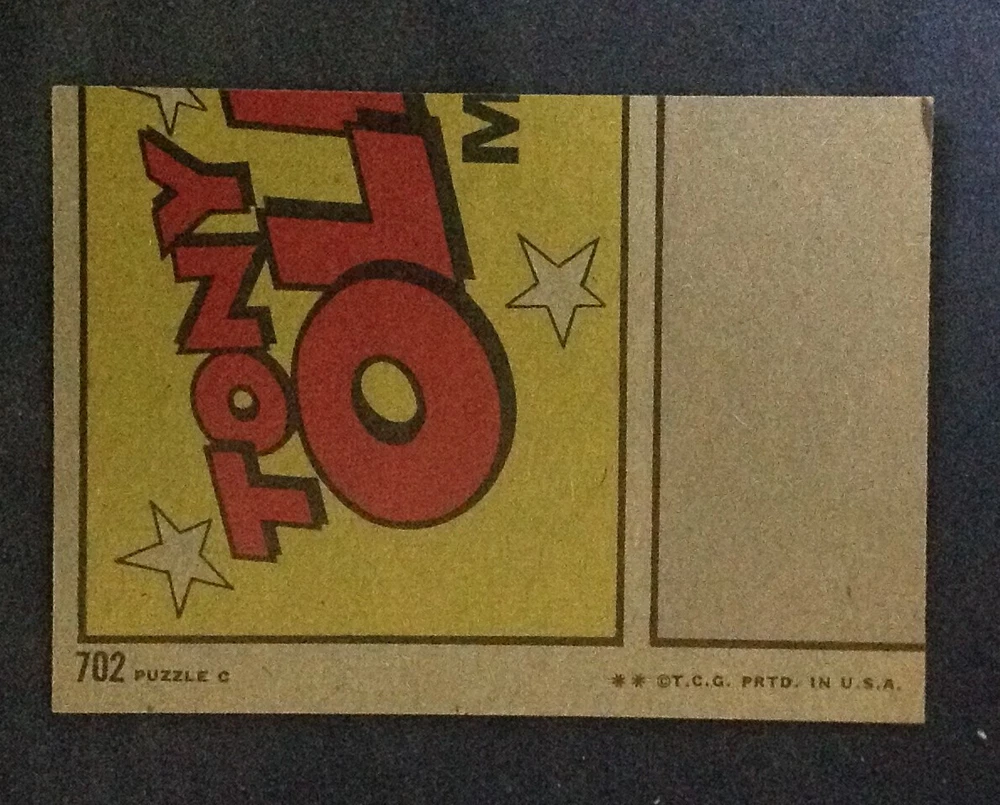 TONY
OLI
M
702 PUZZLE C
** ©T.C.G. PRTD. IN U.S.A.